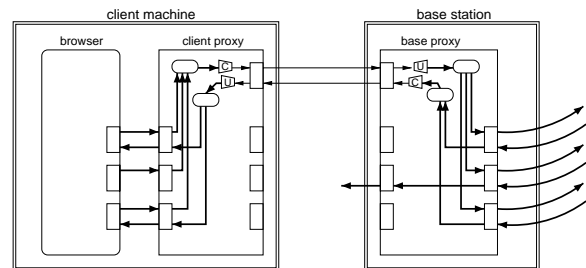 client machine
base station
browser
client proxy
base proxy
C
U
U
C